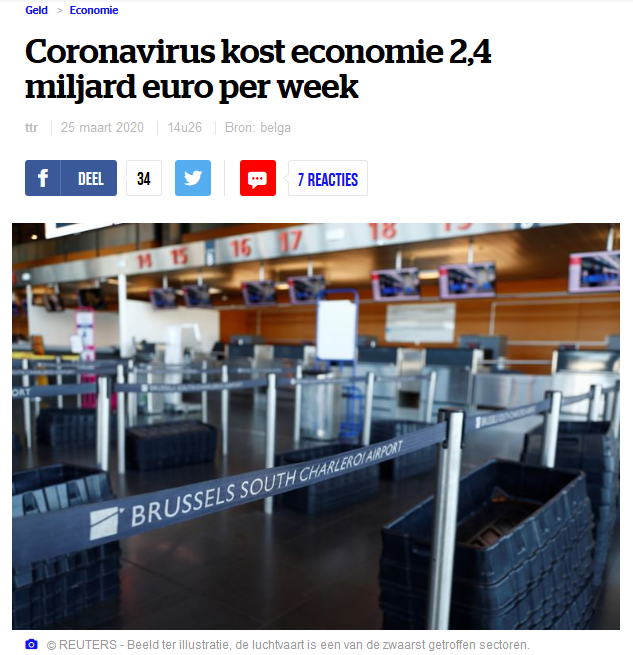 Geld > Economie
Coronavirus kost economie 2,4
miljard euro per week
ttr 25 maart 2020 14u26 Bron: belga
f DEEL 34 7 REACTIES
14 15 16 17 18
BRUSSELS SOUTH CHARLEROI AIRPORT
© REUTERS - Beeld ter illustratie, de luchtvaart is een van de zwaarst getroffen sectoren.